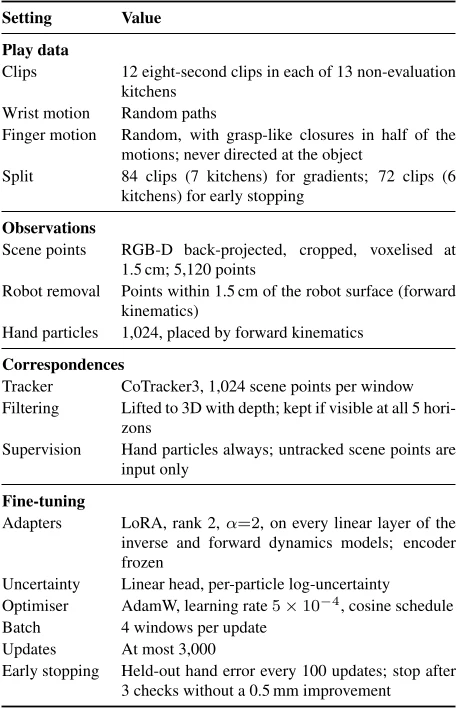 Setting Value
Play data
Clips 12 eight-second clips in each of 13 non-evaluation
kitchens
Wrist motion Random paths
Finger motion Random, with grasp-like closures in half of the
motions; never directed at the object
Split 84 clips (7 kitchens) for gradients; 72 clips (6
kitchens) for early stopping
Observations
Scene points RGB-D back-projected, cropped, voxelised at
1.5 cm; 5,120 points
Robot removal Points within 1.5 cm of the robot surface (forward
kinematics)
Hand particles 1,024, placed by forward kinematics
Correspondences
Tracker CoTracker3, 1,024 scene points per window
Filtering Lifted to 3D with depth; kept if visible at all 5 hori-
zons
Supervision Hand particles always; untracked scene points are
input only
Fine-tuning
Adapters LoRA, rank 2, α=2, on every linear layer of the
inverse and forward dynamics models; encoder
frozen
Uncertainty Linear head, per-particle log-uncertainty
Optimiser AdamW, learning rate 5 × 10⁻⁴, cosine schedule
Batch 4 windows per update
Updates At most 3,000
Early stopping Held-out hand error every 100 updates; stop after
3 checks without a 0.5 mm improvement